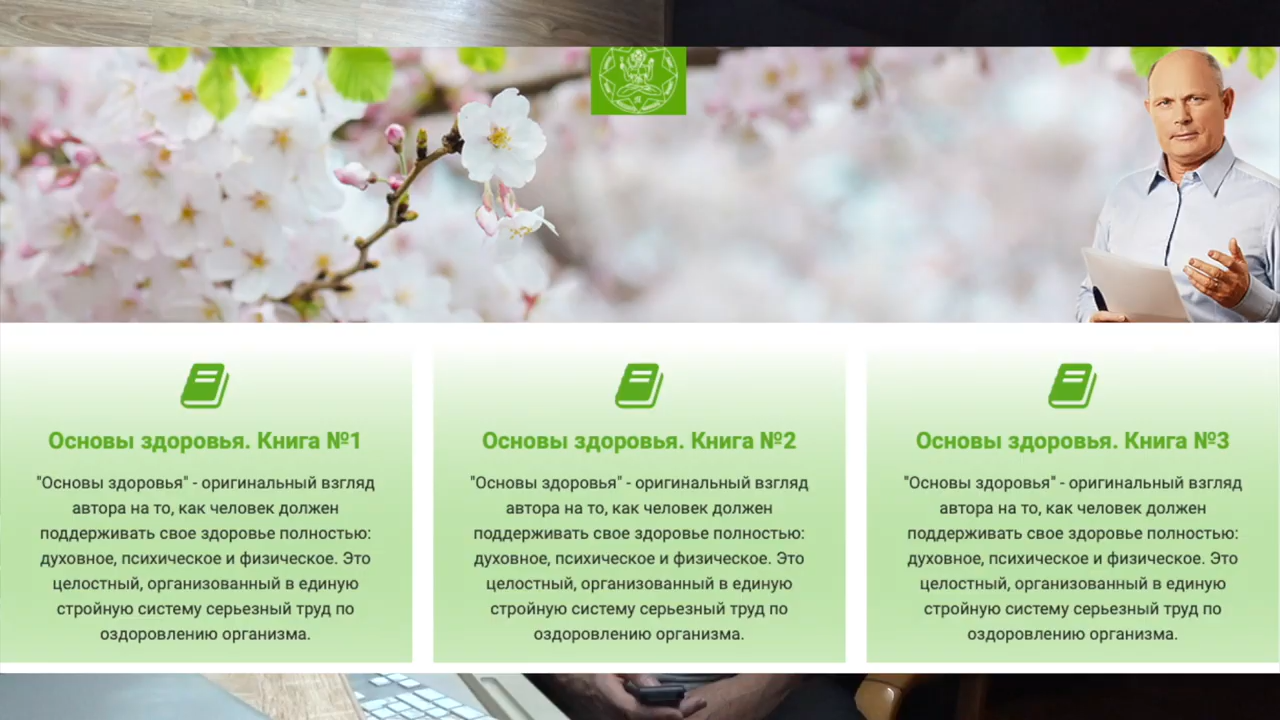 Основы здоровья. Книга №1
"Основы здоровья" - оригинальный взгляд
автора на то, как человек должен
поддерживать свое здоровье полностью:
духовное, психическое и физическое. Это
целостный, организованный в единую
стройную систему серьезный труд по
оздоровлению организма.
Основы здоровья. Книга №2
"Основы здоровья" - оригинальный взгляд
автора на то, как человек должен
поддерживать свое здоровье полностью:
духовное, психическое и физическое. Это
целостный, организованный в единую
стройную систему серьезный труд по
оздоровлению организма.
Основы здоровья. Книга №3
"Основы здоровья" - оригинальный взгляд
автора на то, как человек должен
поддерживать свое здоровье полностью:
духовное, психическое и физическое. Это
целостный, организованный в единую
стройную систему серьезный труд по
оздоровлению организма.